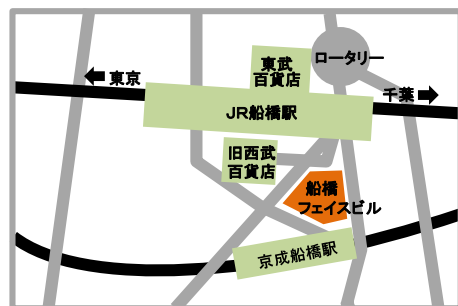 ロータリー
東武
百貨店
東京
千葉
JR船橋駅
旧西武
百貨店
船橋
フェイスビル
京成船橋駅